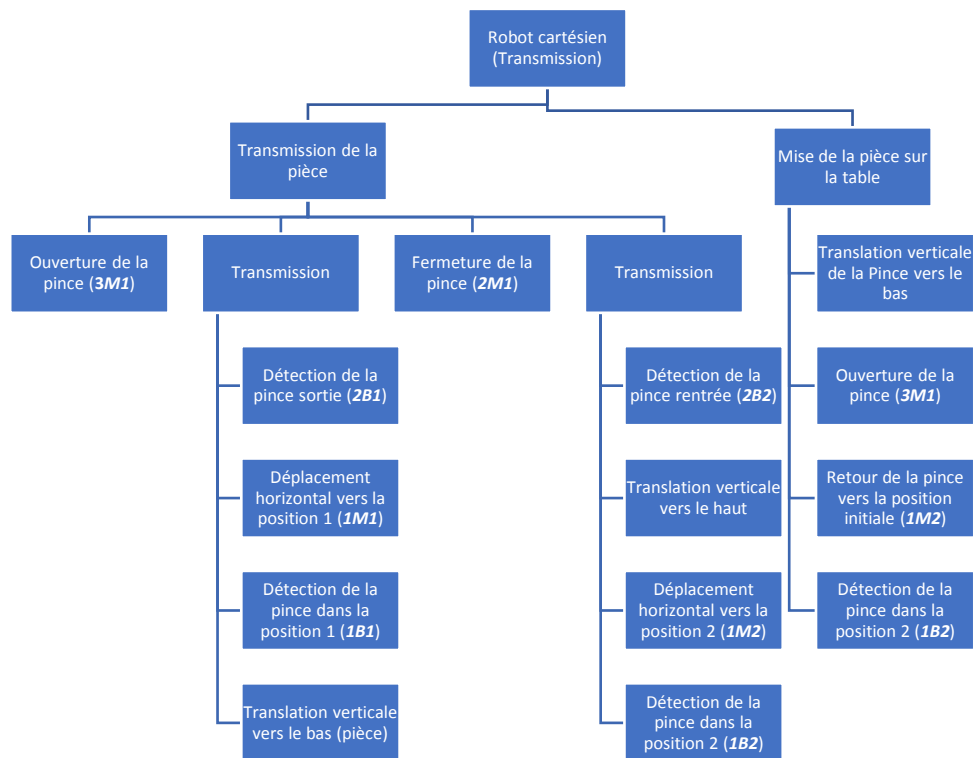 Robot cartésien
(Transmission)
Transmission de la
pièce
Mise de la pièce sur
la table
Ouverture de la
pince (3M1)
Transmission
Fermeture de la
pince (2M1)
Transmission
Translation verticale
de la Pince vers le
bas
Détection de la
pince sortie (2B1)
Détection de la
pince rentrée (2B2)
Ouverture de la
pince (3M1)
Déplacement
horizontal vers la
position 1 (1M1)
Translation verticale
vers le haut
Retour de la pince
vers la position
initiale (1M2)
Détection de la
pince dans la
position 1 (1B1)
Déplacement
horizontal vers la
position 2 (1M2)
Détection de la
pince dans la
position 2 (1B2)
Translation verticale
vers le bas (pièce)
Détection de la
pince dans la
position 2 (1B2)